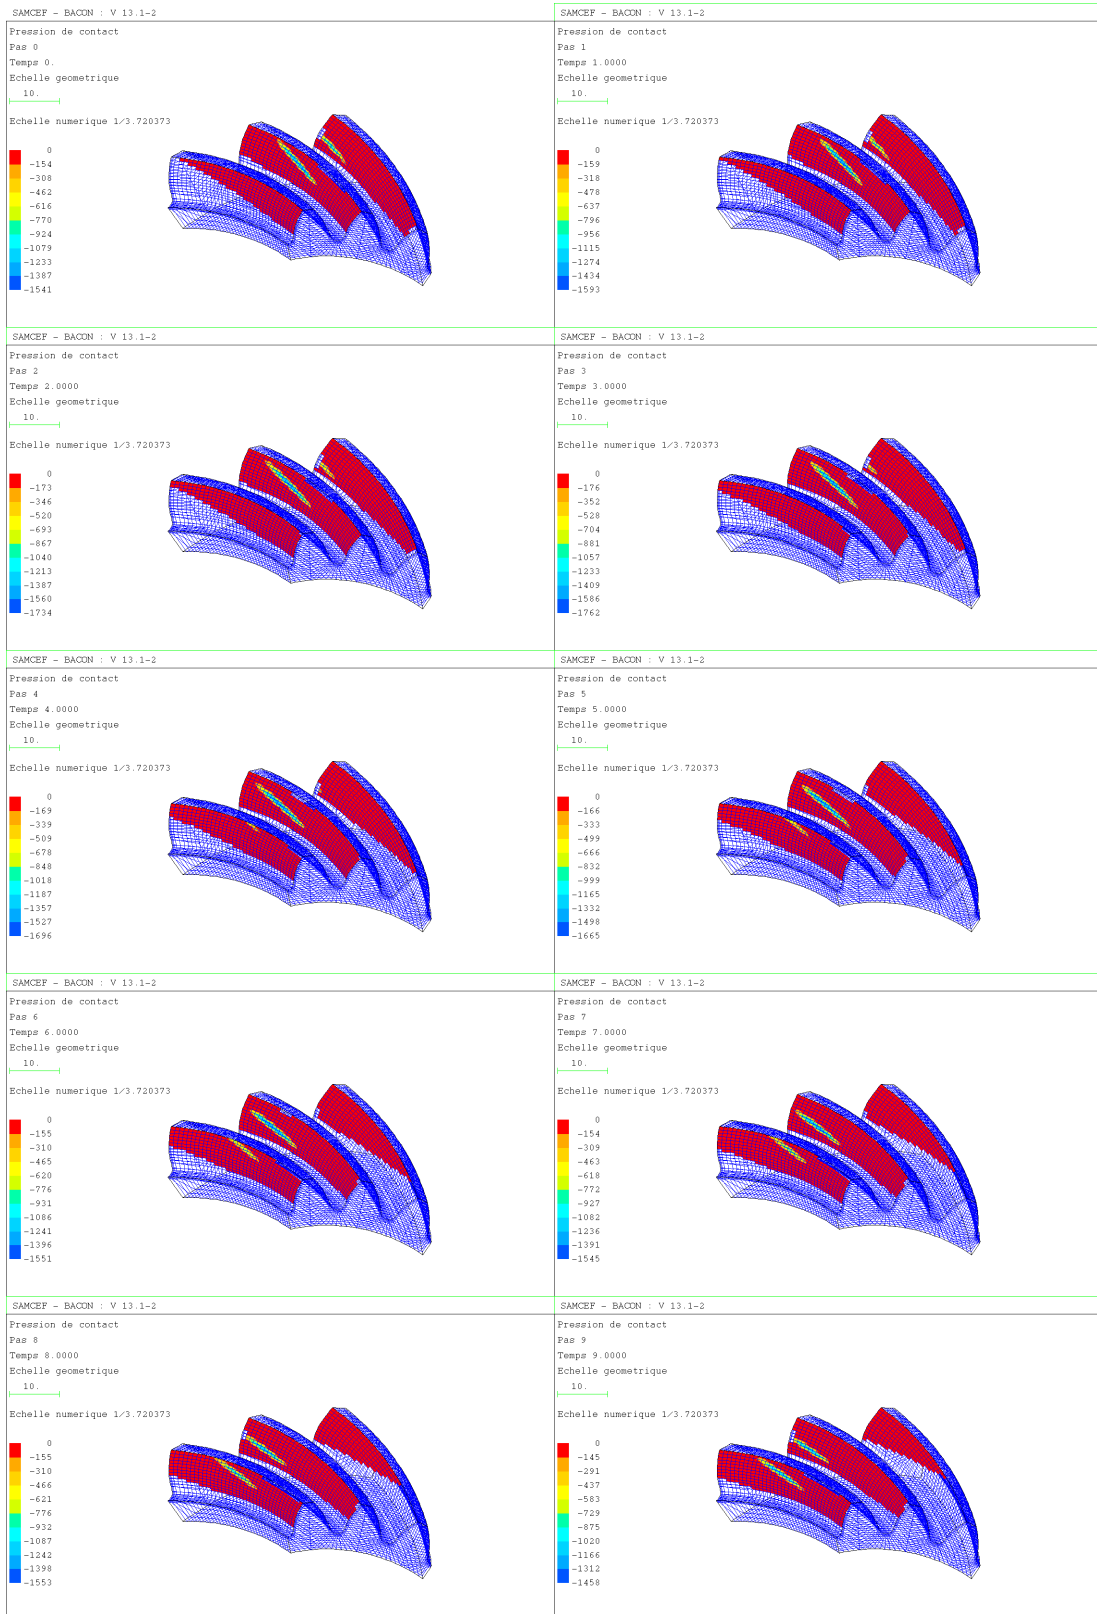 SAMCEF - BACON : V 13.1-2
Pression de contact
Pas 0
Temps 0.
Echelle geometrique
10.
Echelle numerique 1/3.720373
0
-154
-308
-462
-616
-770
-924
-1079
-1233
-1387
-1541
SAMCEF - BACON : V 13.1-2
Pression de contact
Pas 1
Temps 1.0000
Echelle geometrique
10.
Echelle numerique 1/3.720373
0
-159
-318
-478
-637
-796
-956
-1115
-1274
-1434
-1593
SAMCEF - BACON : V 13.1-2
Pression de contact
Pas 2
Temps 2.0000
Echelle geometrique
10.
Echelle numerique 1/3.720373
0
-173
-346
-520
-693
-867
-1040
-1213
-1387
-1560
-1734
SAMCEF - BACON : V 13.1-2
Pression de contact
Pas 3
Temps 3.0000
Echelle geometrique
10.
Echelle numerique 1/3.720373
0
-176
-352
-528
-704
-881
-1057
-1233
-1409
-1586
-1762
SAMCEF - BACON : V 13.1-2
Pression de contact
Pas 4
Temps 4.0000
Echelle geometrique
10.
Echelle numerique 1/3.720373
0
-169
-339
-509
-678
-848
-1018
-1187
-1357
-1527
-1696
SAMCEF - BACON : V 13.1-2
Pression de contact
Pas 5
Temps 5.0000
Echelle geometrique
10.
Echelle numerique 1/3.720373
0
-166
-333
-499
-666
-832
-999
-1165
-1332
-1498
-1665
SAMCEF - BACON : V 13.1-2
Pression de contact
Pas 6
Temps 6.0000
Echelle geometrique
10.
Echelle numerique 1/3.720373
0
-155
-310
-465
-620
-776
-931
-1086
-1241
-1396
-1551
SAMCEF - BACON : V 13.1-2
Pression de contact
Pas 7
Temps 7.0000
Echelle geometrique
10.
Echelle numerique 1/3.720373
0
-154
-309
-463
-618
-772
-927
-1082
-1236
-1391
-1545
SAMCEF - BACON : V 13.1-2
Pression de contact
Pas 8
Temps 8.0000
Echelle geometrique
10.
Echelle numerique 1/3.720373
0
-155
-310
-466
-621
-776
-932
-1087
-1242
-1398
-1553
SAMCEF - BACON : V 13.1-2
Pression de contact
Pas 9
Temps 9.0000
Echelle geometrique
10.
Echelle numerique 1/3.720373
0
-145
-291
-437
-583
-729
-875
-1020
-1166
-1312
-1458